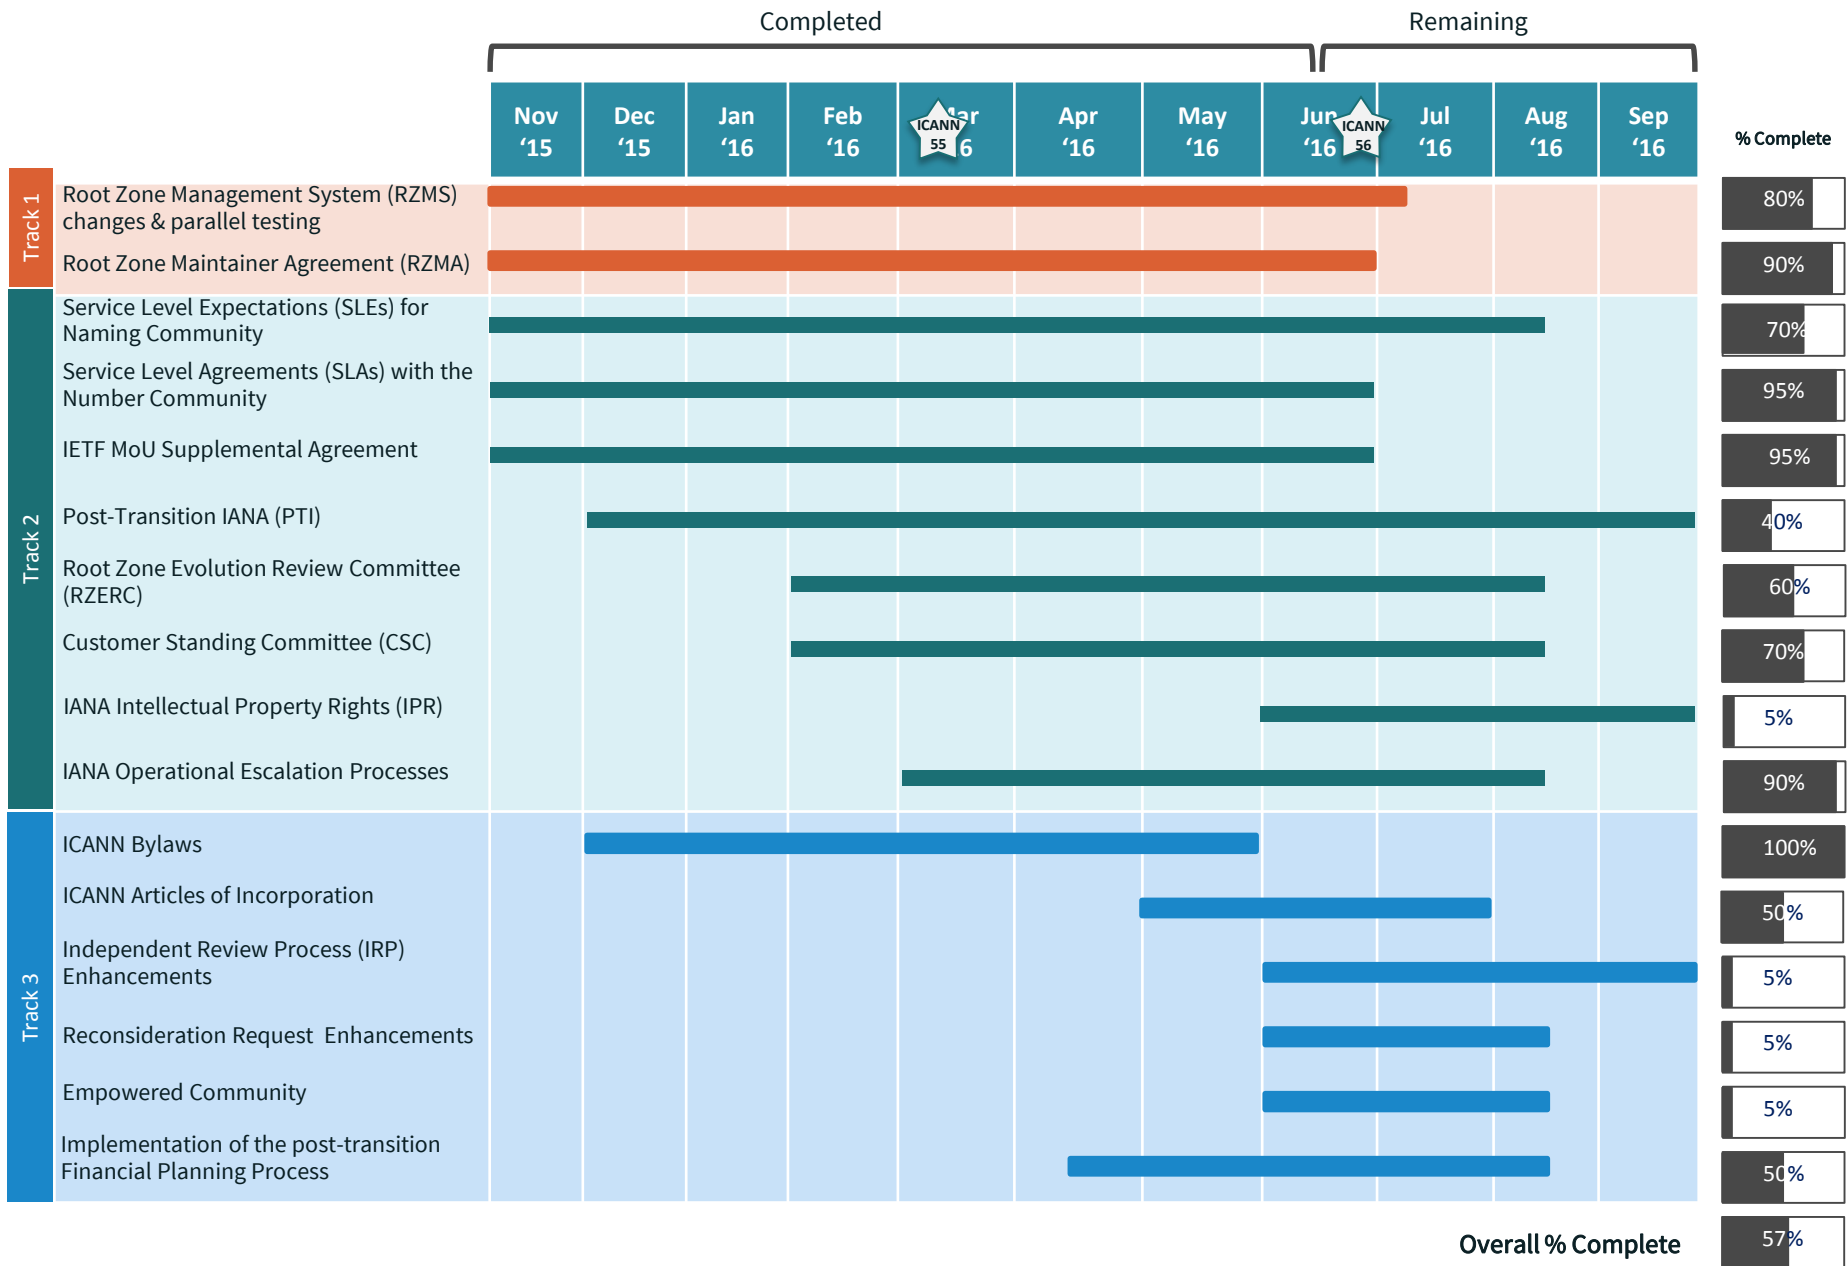 Completed
Remaining
Nov '15
Dec '15
Jan '16
Feb '16
ICANN 55
Apr '16
May '16
Jun '16
ICANN 56
Jul '16
Aug '16
Sep '16
% Complete
Track 1
Root Zone Management System (RZMS)
changes & parallel testing
80%
Root Zone Maintainer Agreement (RZMA)
90%
Track 2
Service Level Expectations (SLEs) for
Naming Community
70%
Service Level Agreements (SLAs) with the
Number Community
95%
IETF MoU Supplemental Agreement
95%
Post-Transition IANA (PTI)
40%
Root Zone Evolution Review Committee
(RZERC)
60%
Customer Standing Committee (CSC)
70%
IANA Intellectual Property Rights (IPR)
5%
IANA Operational Escalation Processes
90%
Track 3
ICANN Bylaws
100%
ICANN Articles of Incorporation
50%
Independent Review Process (IRP)
Enhancements
5%
Reconsideration Request Enhancements
5%
Empowered Community
5%
Implementation of the post-transition
Financial Planning Process
50%
Overall % Complete
57%